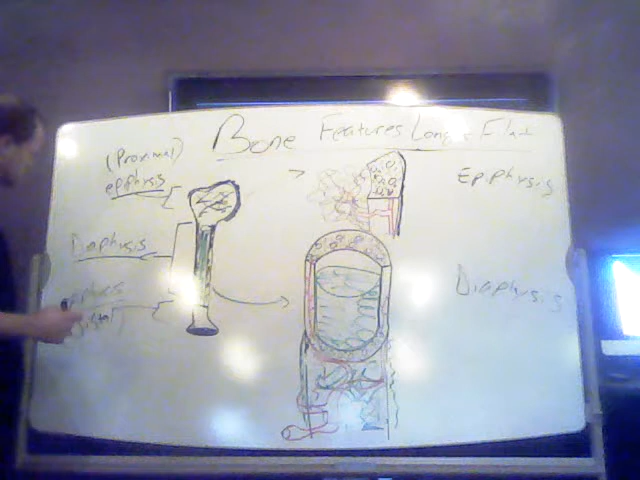 Bone Features Long & Flat
(Proximal)
epiphysis
Diaphysis
Epiphysis
Diaphysis